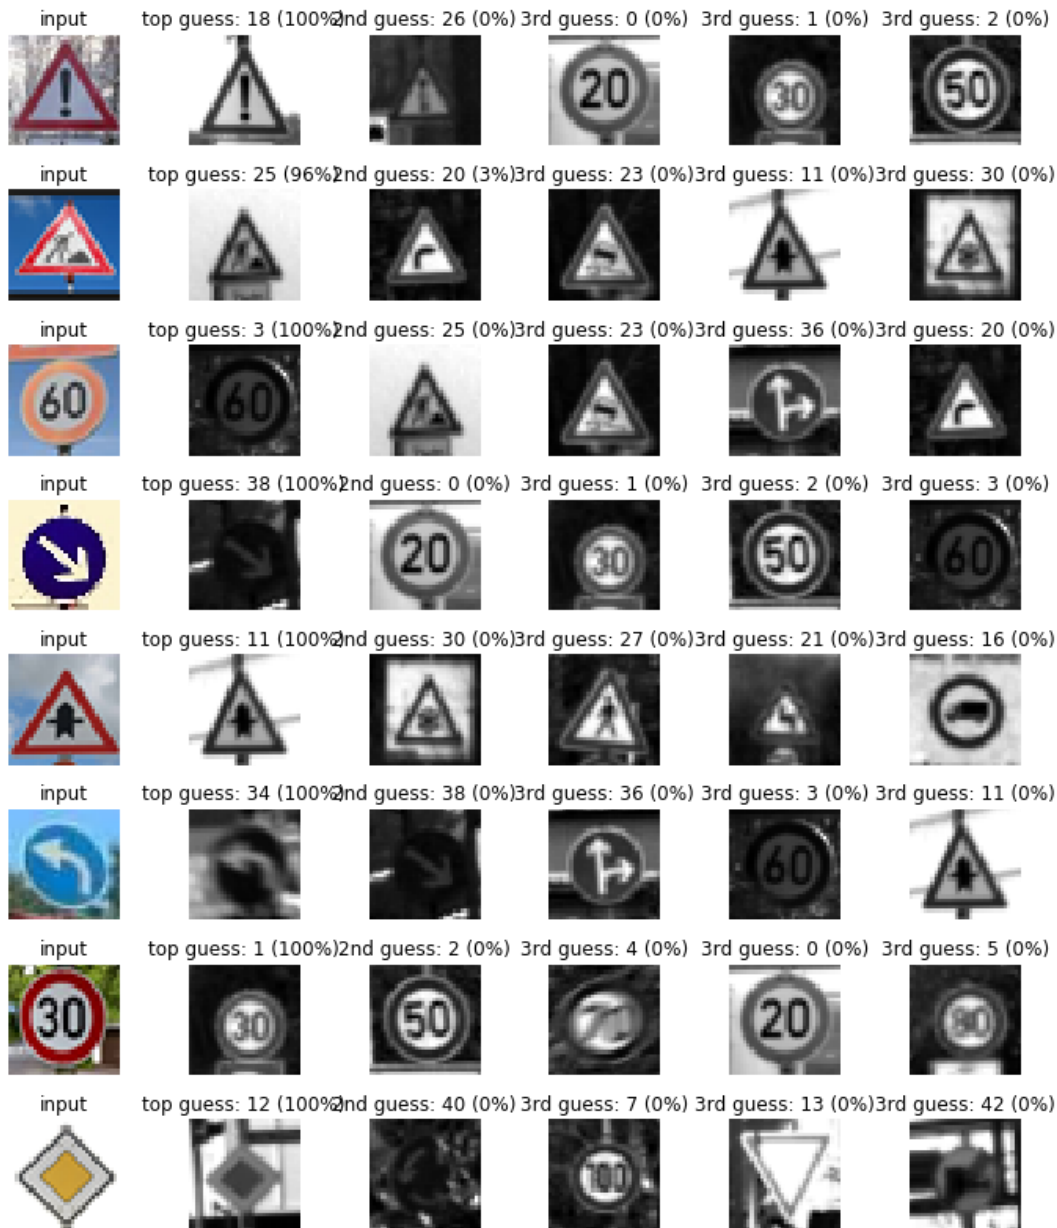 input top guess: 18 (100%) 2nd guess: 26 (0%) 3rd guess: 0 (0%) 3rd guess: 1 (0%) 3rd guess: 2 (0%)
20 30 50
input top guess: 25 (96%) 2nd guess: 20 (3%) 3rd guess: 23 (0%) 3rd guess: 11 (0%) 3rd guess: 30 (0%)
input top guess: 3 (100%) 2nd guess: 25 (0%) 3rd guess: 23 (0%) 3rd guess: 36 (0%) 3rd guess: 20 (0%)
60 60
input top guess: 38 (100%) 2nd guess: 0 (0%) 3rd guess: 1 (0%) 3rd guess: 2 (0%) 3rd guess: 3 (0%)
20 30 50 60
input top guess: 11 (100%) 2nd guess: 30 (0%) 3rd guess: 27 (0%) 3rd guess: 21 (0%) 3rd guess: 16 (0%)
input top guess: 34 (100%) 2nd guess: 38 (0%) 3rd guess: 36 (0%) 3rd guess: 3 (0%) 3rd guess: 11 (0%)
60
input top guess: 1 (100%) 2nd guess: 2 (0%) 3rd guess: 4 (0%) 3rd guess: 0 (0%) 3rd guess: 5 (0%)
30 30 50 20 80
input top guess: 12 (100%) 2nd guess: 40 (0%) 3rd guess: 7 (0%) 3rd guess: 13 (0%) 3rd guess: 42 (0%)
100